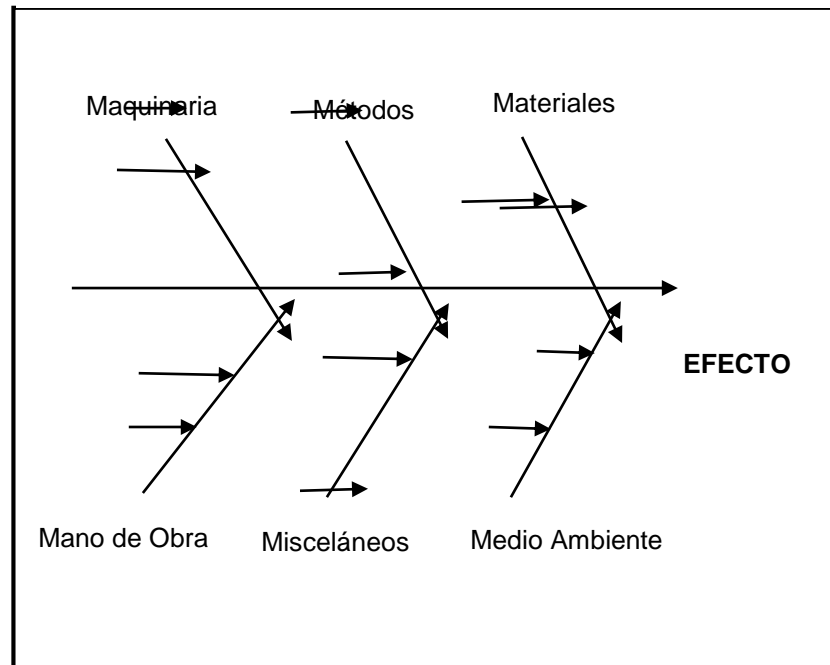 Maquinaria
Métodos
Materiales
EFECTO
Mano de Obra
Misceláneos
Medio Ambiente